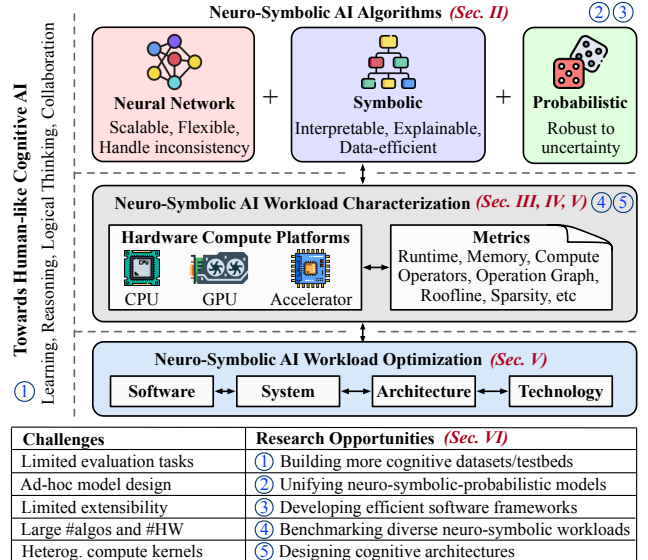 Neuro-Symbolic AI Algorithms (Sec. II) ② ③
Neural Network
Scalable, Flexible,
Handle inconsistency
+
Symbolic
Interpretable, Explainable,
Data-efficient
+
Probabilistic
Robust to
uncertainty
① Towards Human-like Cognitive AI
Learning, Reasoning, Logical Thinking, Collaboration
Neuro-Symbolic AI Workload Characterization (Sec. III, IV, V) ④ ⑤
Hardware Compute Platforms
CPU GPU Accelerator
Metrics
Runtime, Memory, Compute
Operators, Operation Graph,
Roofline, Sparsity, etc
Neuro-Symbolic AI Workload Optimization (Sec. V)
Software System Architecture Technology
Challenges Research Opportunities (Sec. VI)
Limited evaluation tasks ① Building more cognitive datasets/testbeds
Ad-hoc model design ② Unifying neuro-symbolic-probabilistic models
Limited extensibility ③ Developing efficient software frameworks
Large #algos and #HW ④ Benchmarking diverse neuro-symbolic workloads
Heterog. compute kernels ⑤ Designing cognitive architectures